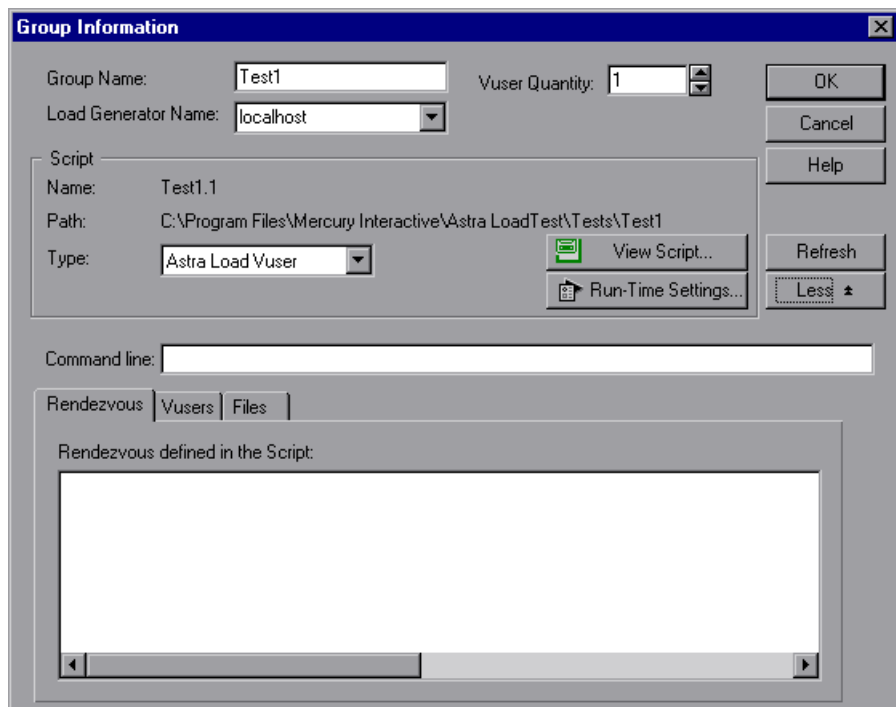 Group Information
Group Name: Test1 Vuser Quantity: 1 OK
Load Generator Name: localhost Cancel
Help
Script
Name: Test1.1
Path: C:\Program Files\Mercury Interactive\Astra LoadTest\Tests\Test1
Type: Astra Load Vuser View Script... Refresh
Run-Time Settings... Less
Command line:
Rendezvous Vusers Files
Rendezvous defined in the Script: